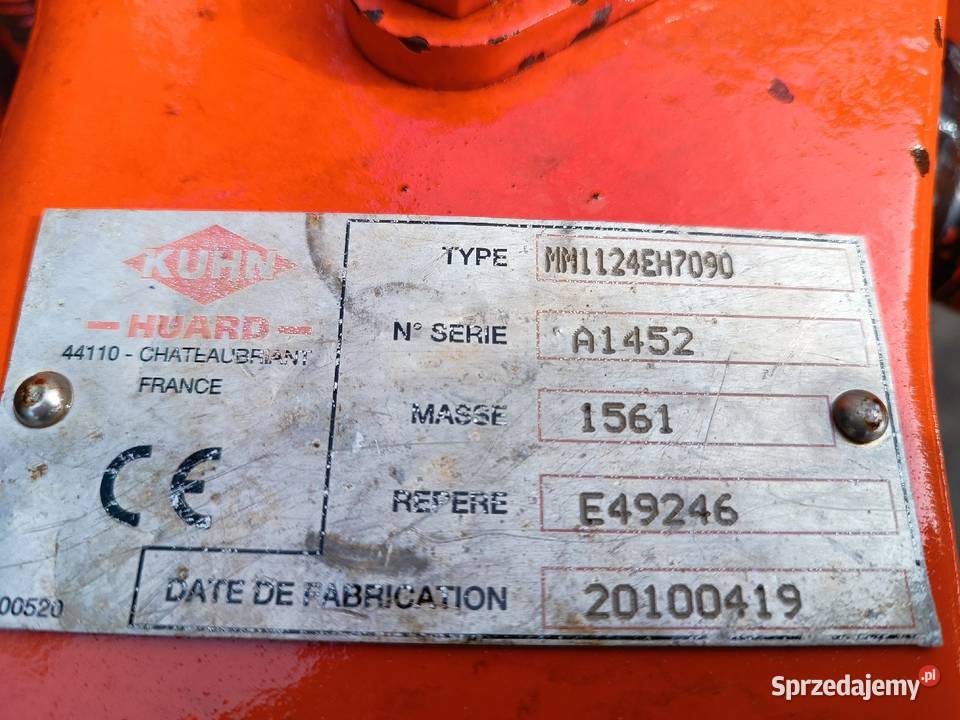 KUHN
- HUARD -
44110 - CHATEAUBRIANT
FRANCE
CE
TYPE MM1124EH7090
N° SERIE A1452
MASSE 1561
REPERE E49246
DATE DE FABRICATION 20100419
00520
Sprzedajemy.pl